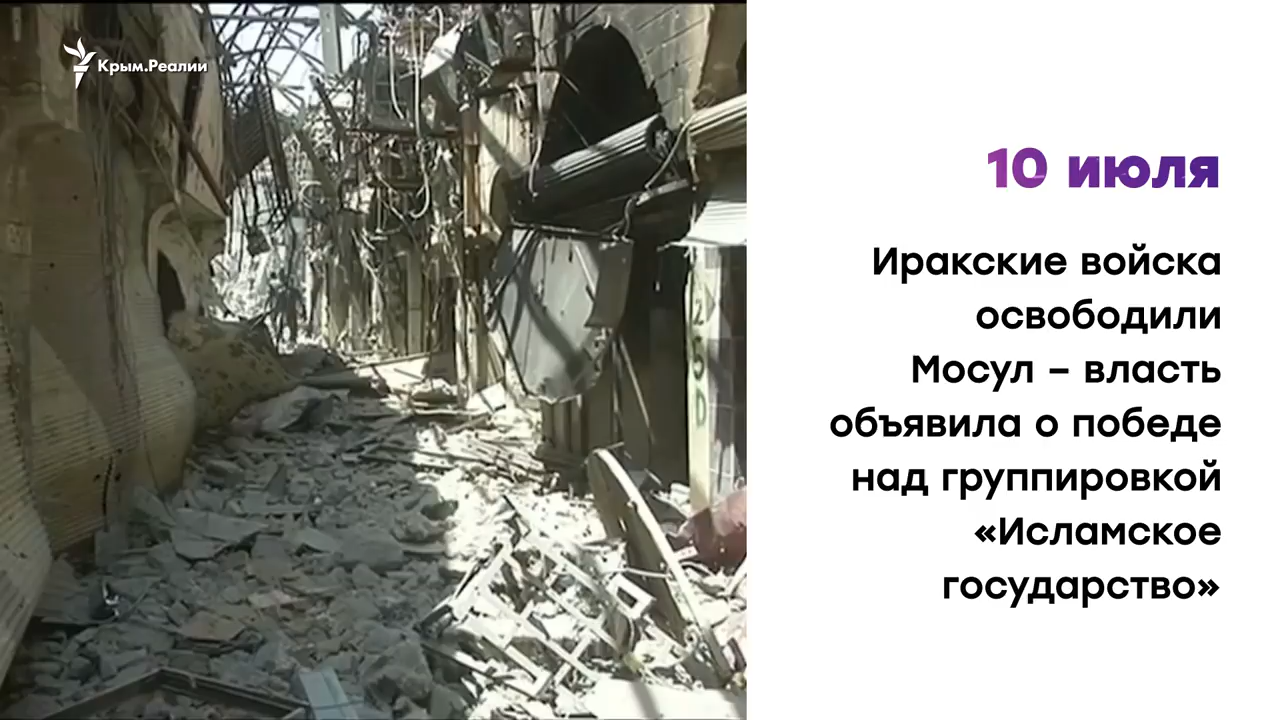 Крым.Реалии
10 июля
Иракские войска
освободили
Мосул – власть
объявила о победе
над группировкой
«Исламское
государство»